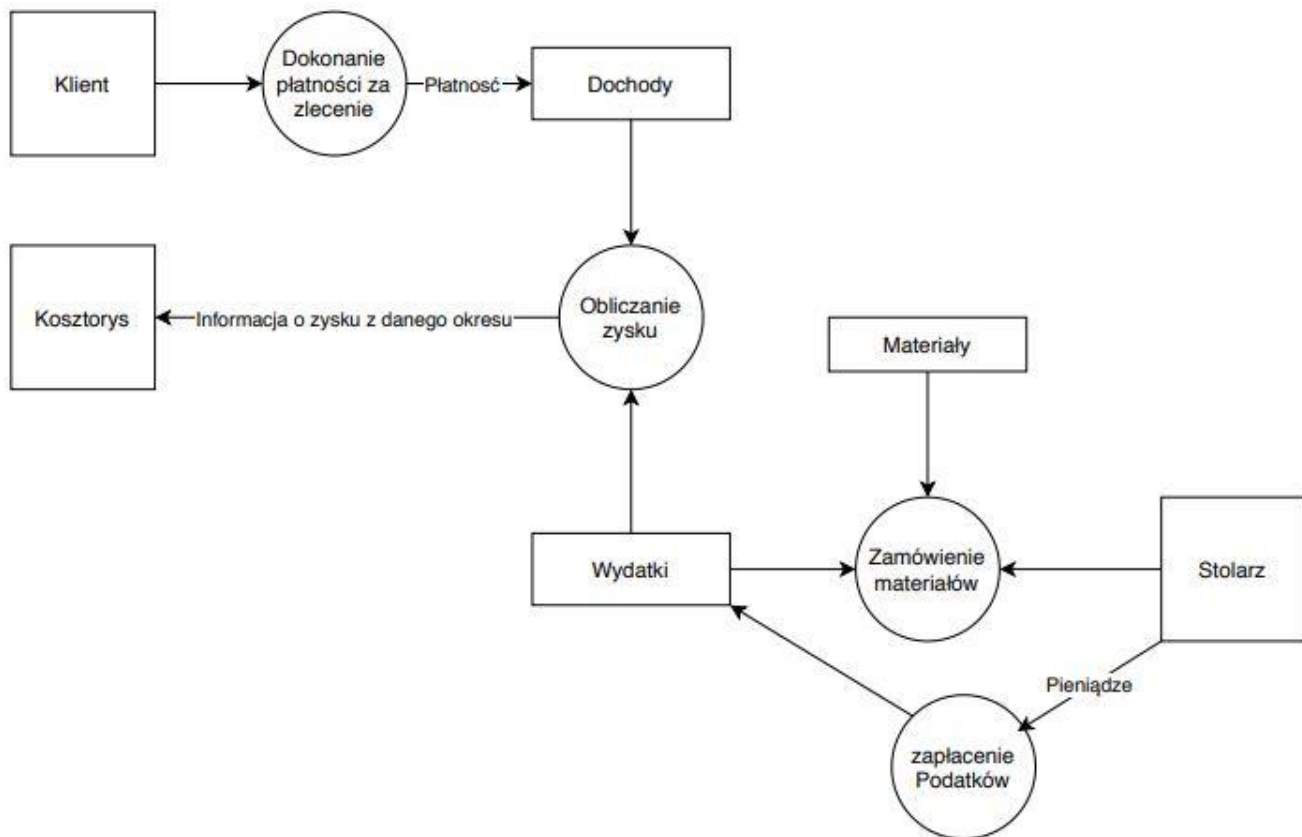 Klient
Dokonanie
płatności za
zlecenie
Płatnosć
Dochody
Kosztorys
Informacja o zysku z danego okresu
Obliczanie
zysku
Materiały
Wydatki
Zamówienie
materiałów
Stolarz
Pieniądze
zapłacenie
Podatków